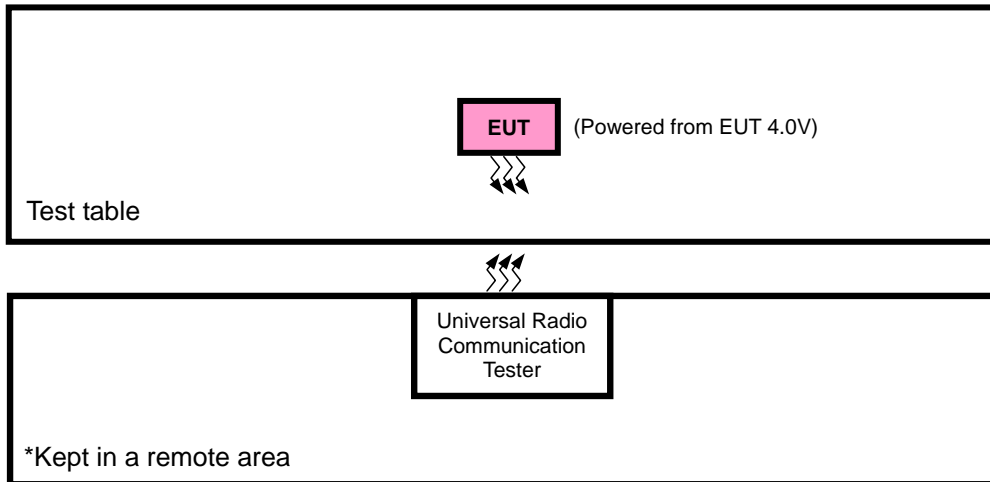 EUT
(Powered from EUT 4.0V)
Test table
Universal Radio
Communication
Tester
*Kept in a remote area